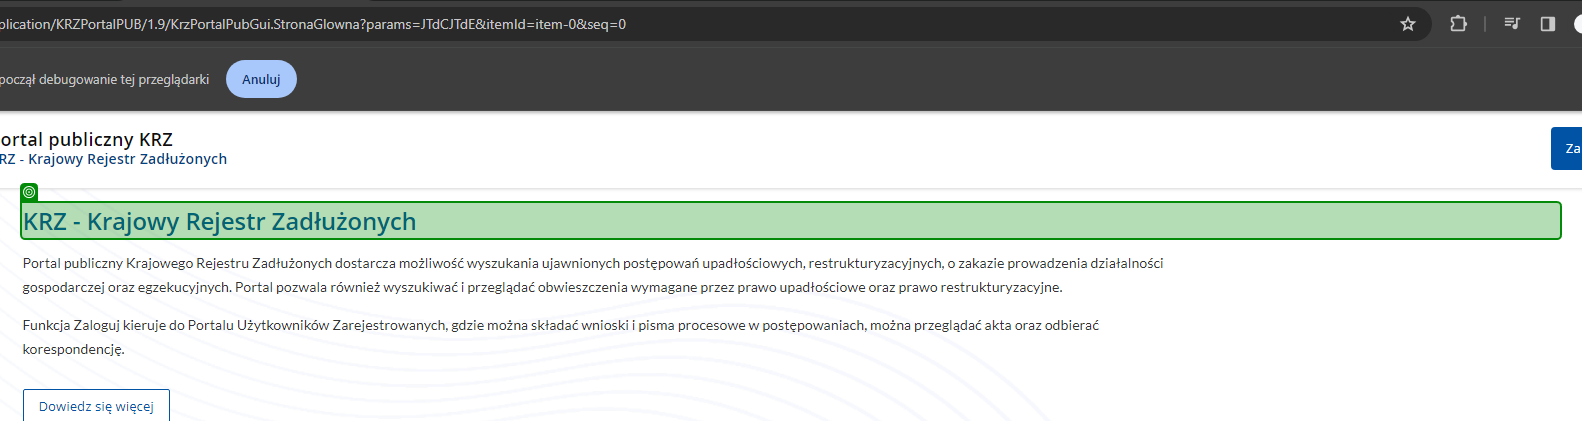 plication/KRZPortalPUB/1.9/KrzPortalPubGui.StronaGlowna?params=JTdCJTdE&itemId=item-0&seq=0
począł debugowanie tej przeglądarki
Anuluj
ortal publiczny KRZ
RZ - Krajowy Rejestr Zadłużonych
Za
KRZ - Krajowy Rejestr Zadłużonych
Portal publiczny Krajowego Rejestru Zadłużonych dostarcza możliwość wyszukania ujawnionych postępowań upadłościowych, restrukturyzacyjnych, o zakazie prowadzenia działalności
gospodarczej oraz egzekucyjnych. Portal pozwala również wyszukiwać i przeglądać obwieszczenia wymagane przez prawo upadłościowe oraz prawo restrukturyzacyjne.
Funkcja Zaloguj kieruje do Portalu Użytkowników Zarejestrowanych, gdzie można składać wnioski i pisma procesowe w postępowaniach, można przeglądać akta oraz odbierać
korespondencję.
Dowiedz się więcej